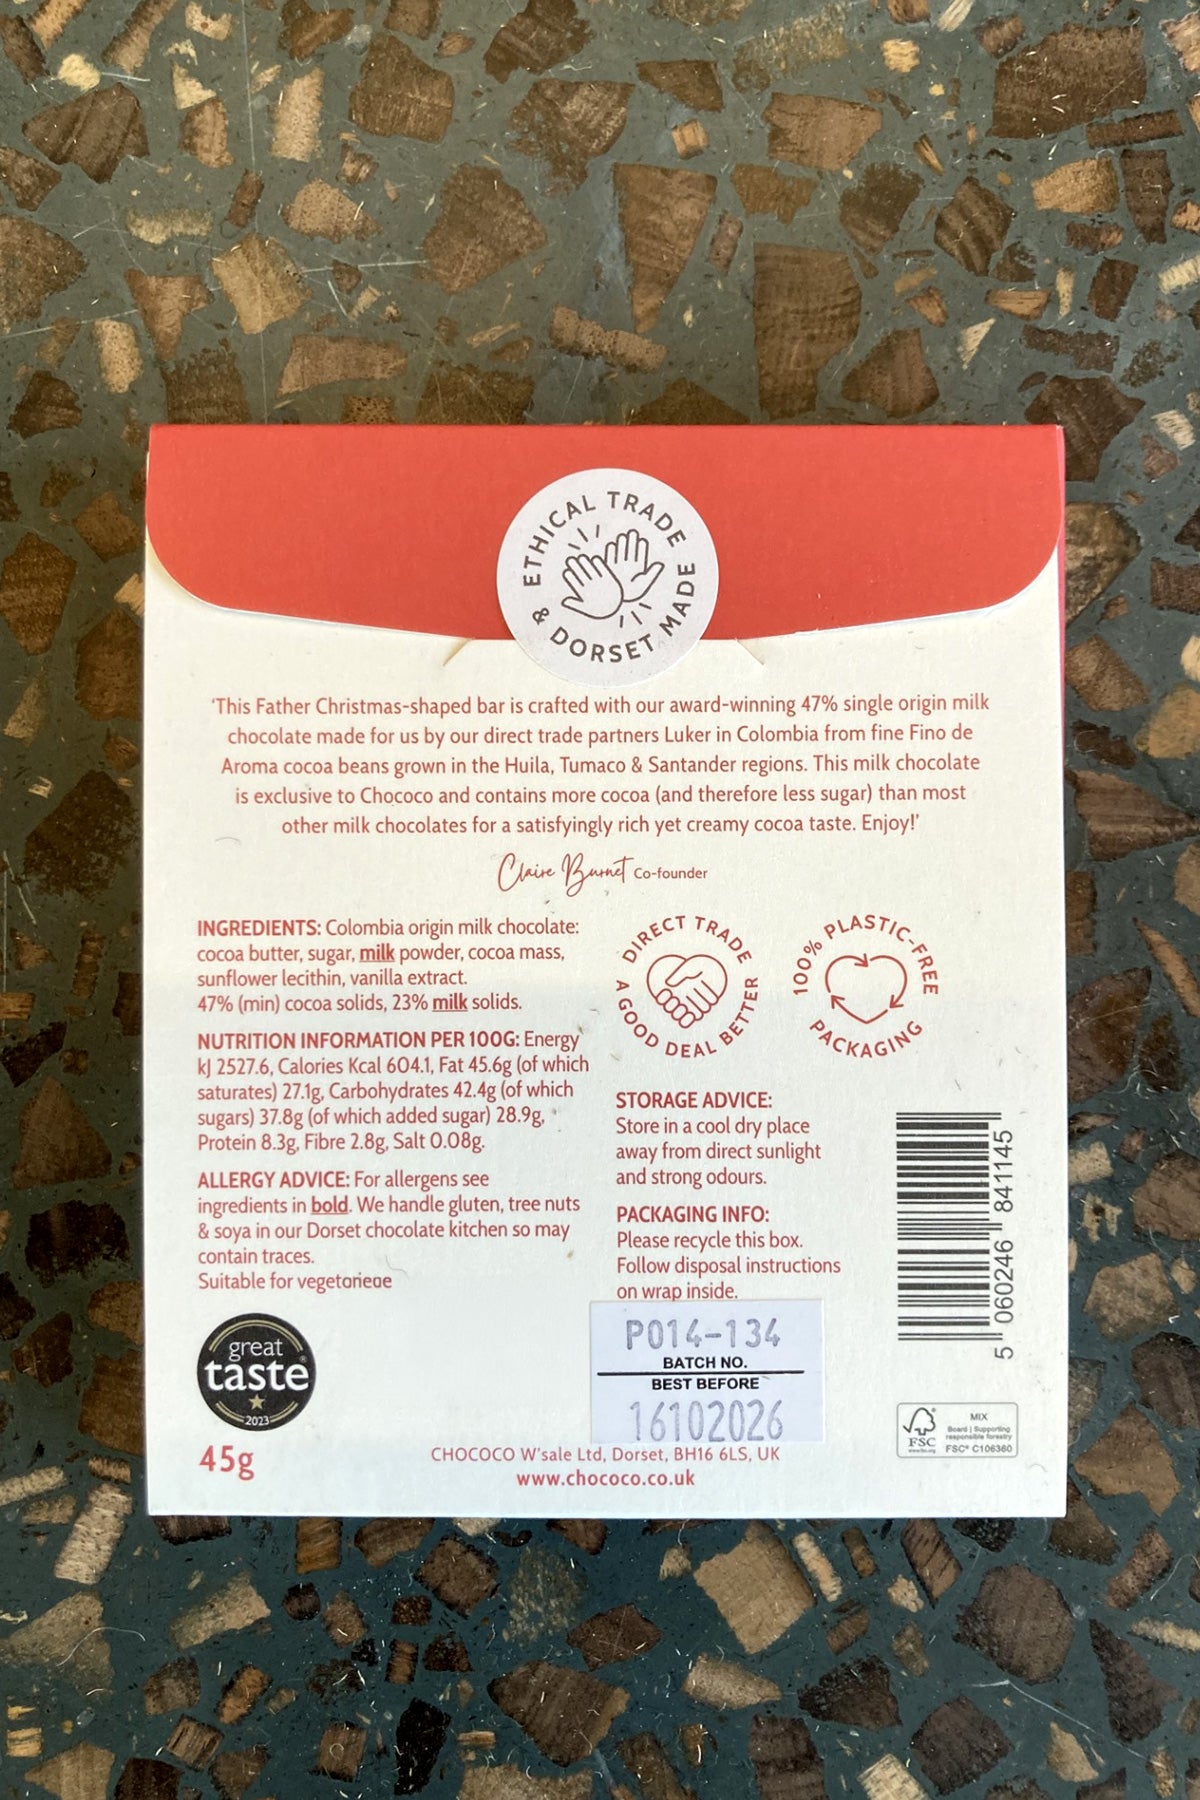 ETHICAL TRADE
& DORSET MADE
‘This Father Christmas-shaped bar is crafted with our award-winning 47% single origin milk
chocolate made for us by our direct trade partners Luker in Colombia from fine Fino de
Aroma cocoa beans grown in the Huila, Tumaco & Santander regions. This milk chocolate
is exclusive to Chococo and contains more cocoa (and therefore less sugar) than most
other milk chocolates for a satisfyingly rich yet creamy cocoa taste. Enjoy!’
Claire Burnet Co-founder
INGREDIENTS: Colombia origin milk chocolate:
cocoa butter, sugar, milk powder, cocoa mass,
sunflower lecithin, vanilla extract.
47% (min) cocoa solids, 23% milk solids.
NUTRITION INFORMATION PER 100G: Energy
kJ 2527.6, Calories Kcal 604.1, Fat 45.6g (of which
saturates) 27.1g, Carbohydrates 42.4g (of which
sugars) 37.8g (of which added sugar) 28.9g,
Protein 8.3g, Fibre 2.8g, Salt 0.08g.
ALLERGY ADVICE: For allergens see
ingredients in bold. We handle gluten, tree nuts
& soya in our Dorset chocolate kitchen so may
contain traces.
Suitable for vegetarieae
great
taste
2023
45g
DIRECT TRADE
A GOOD DEAL BETTER
100% PLASTIC-FREE
PACKAGING
STORAGE ADVICE:
Store in a cool dry place
away from direct sunlight
and strong odours.
PACKAGING INFO:
Please recycle this box.
Follow disposal instructions
on wrap inside.
P014-134
BATCH NO.
BEST BEFORE
16102026
5 060246 841145
CHOCOCO W'sale Ltd, Dorset, BH16 6LS, UK
www.chococo.co.uk
FSC
www.fsc.org
MIX
Board | Supporting
responsible forestry
FSC® C106360